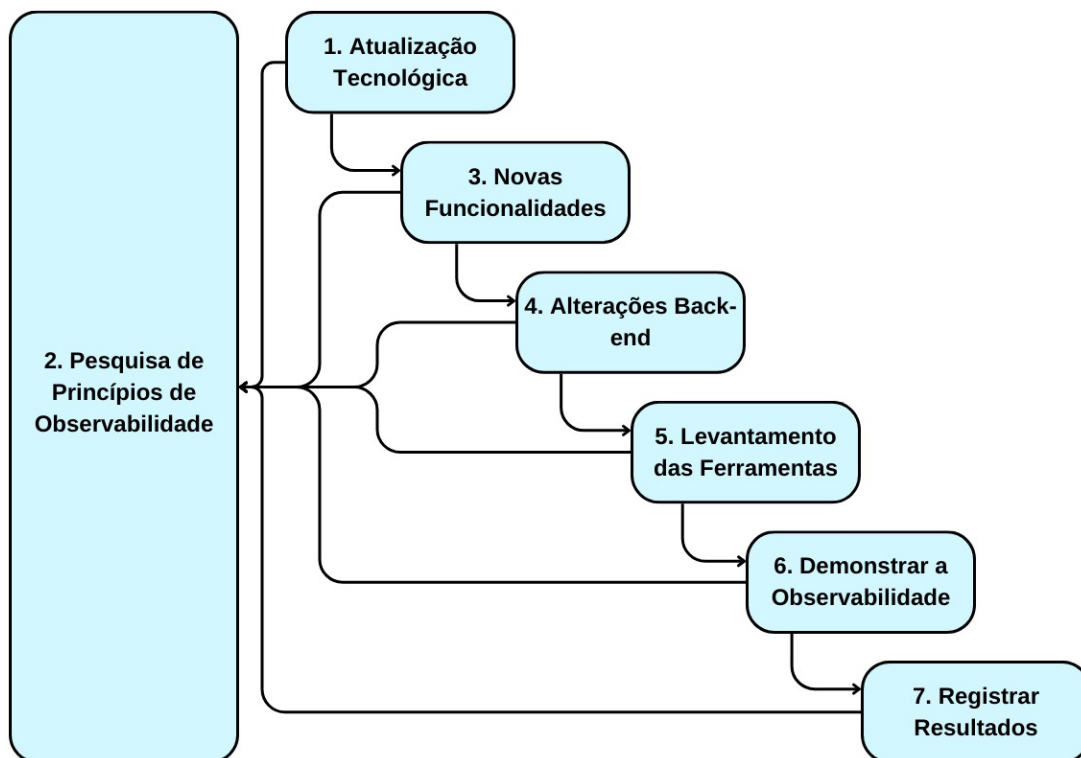 1. Atualização
Tecnológica
2. Pesquisa de
Princípios de
Observabilidade
3. Novas
Funcionalidades
4. Alterações Back-
end
5. Levantamento
das Ferramentas
6. Demonstrar a
Observabilidade
7. Registrar
Resultados